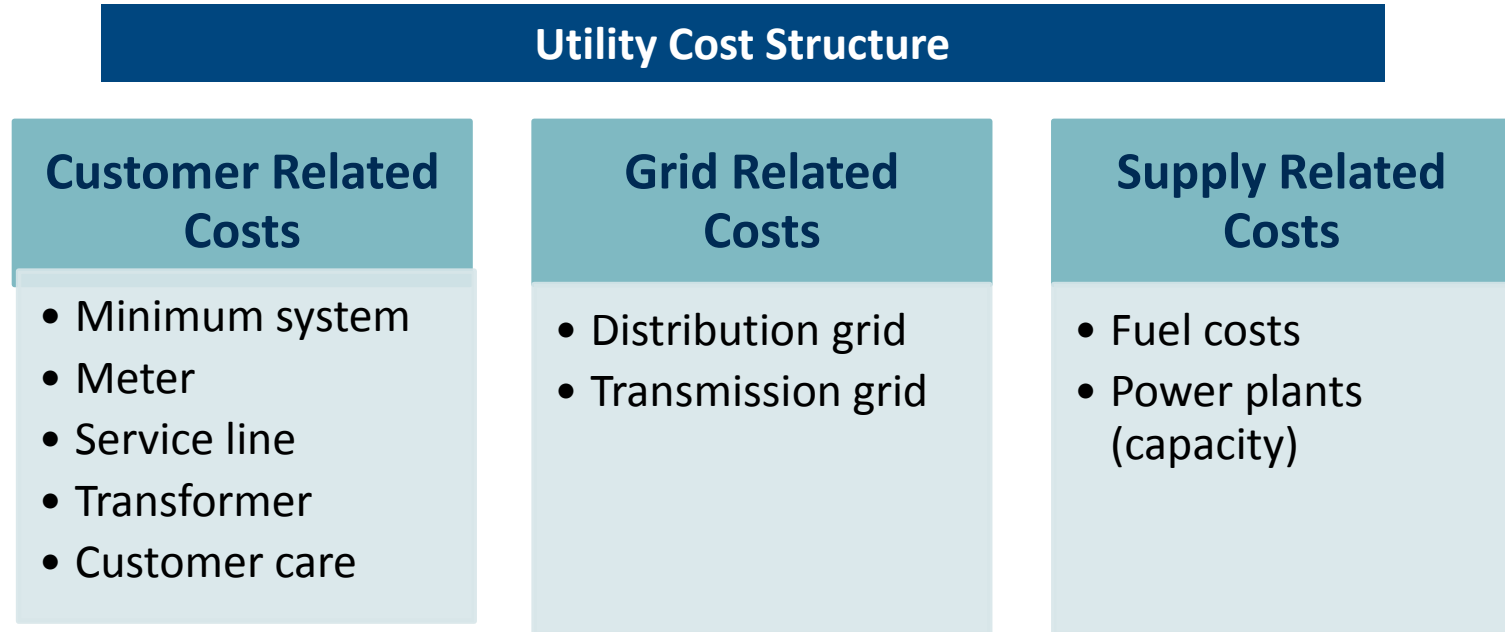 Utility Cost Structure
Customer Related
Costs
• Minimum system
• Meter
• Service line
• Transformer
• Customer care
Grid Related
Costs
• Distribution grid
• Transmission grid
Supply Related
Costs
• Fuel costs
• Power plants
(capacity)